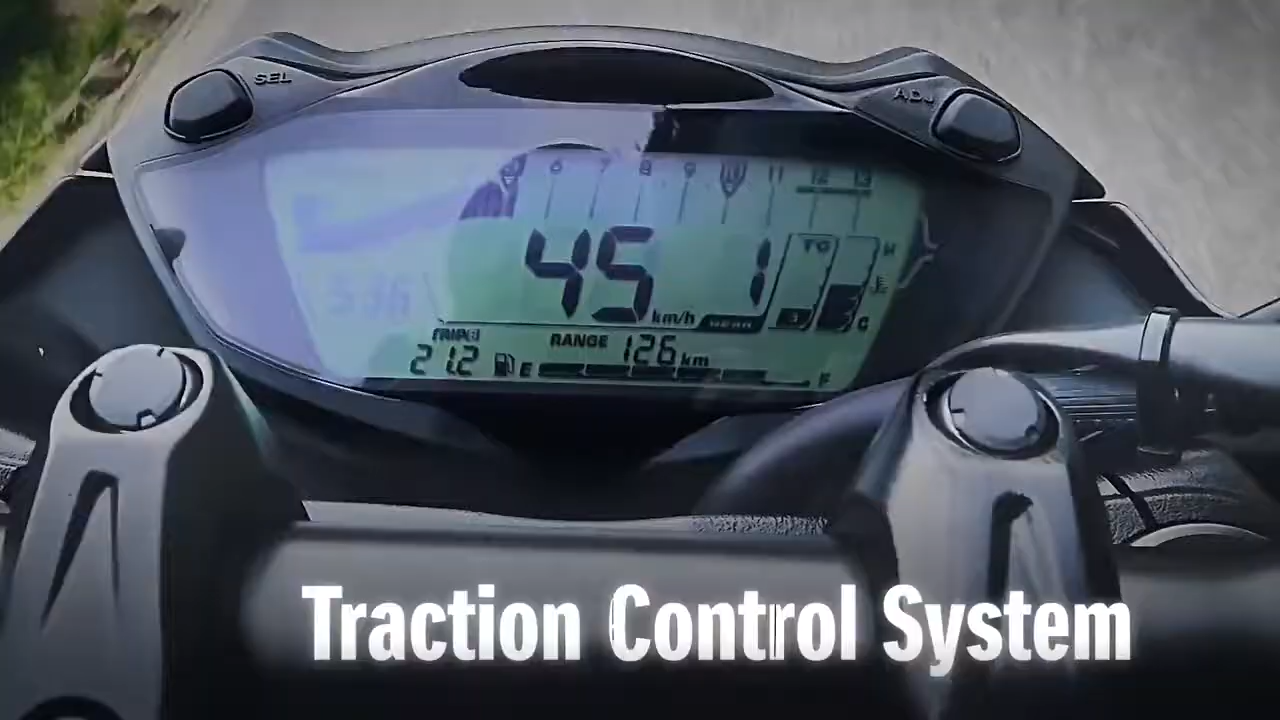 SEL
ADJ
6 7 8 9 10 11 12 13
45 km/h
1
GEAR
TC
H
C
TRIP
21.2
E
RANGE 126 km
F
Traction Control System